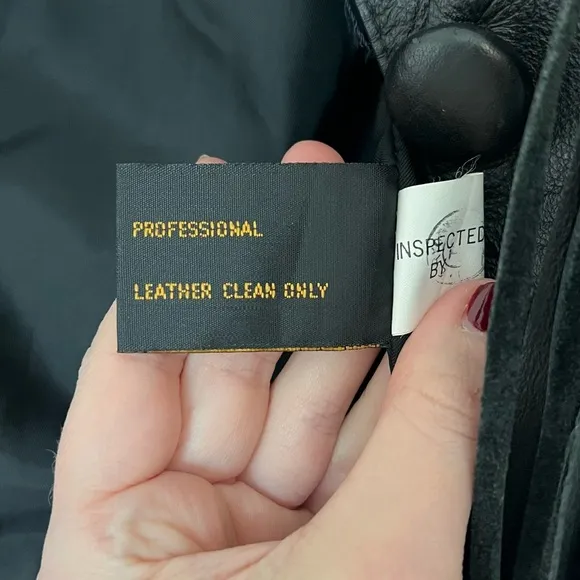 PROFESSIONAL
LEATHER CLEAN ONLY
INSPECTED
BY